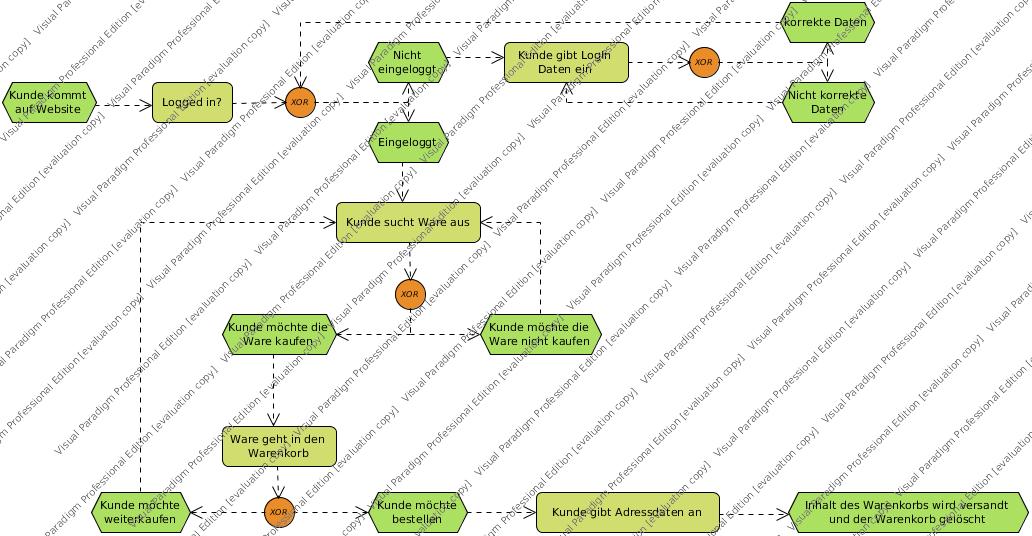 korrekte Daten
Nicht
eingeloggt
Kunde gibt Login
Daten ein
XOR
Kunde kommt
auf Website
Logged in?
XOR
Nicht korrekte
Daten
Eingeloggt
Kunde sucht Ware aus
XOR
Kunde möchte die
Ware kaufen
Kunde möchte die
Ware nicht kaufen
Ware geht in den
Warenkorb
Kunde möchte
weiterkaufen
XOR
Kunde möchte
bestellen
Kunde gibt Adressdaten an
Inhalt des Warenkorbs wird versandt
und der Warenkorb gelöscht
Visual Paradigm Professional Edition [evaluation copy]